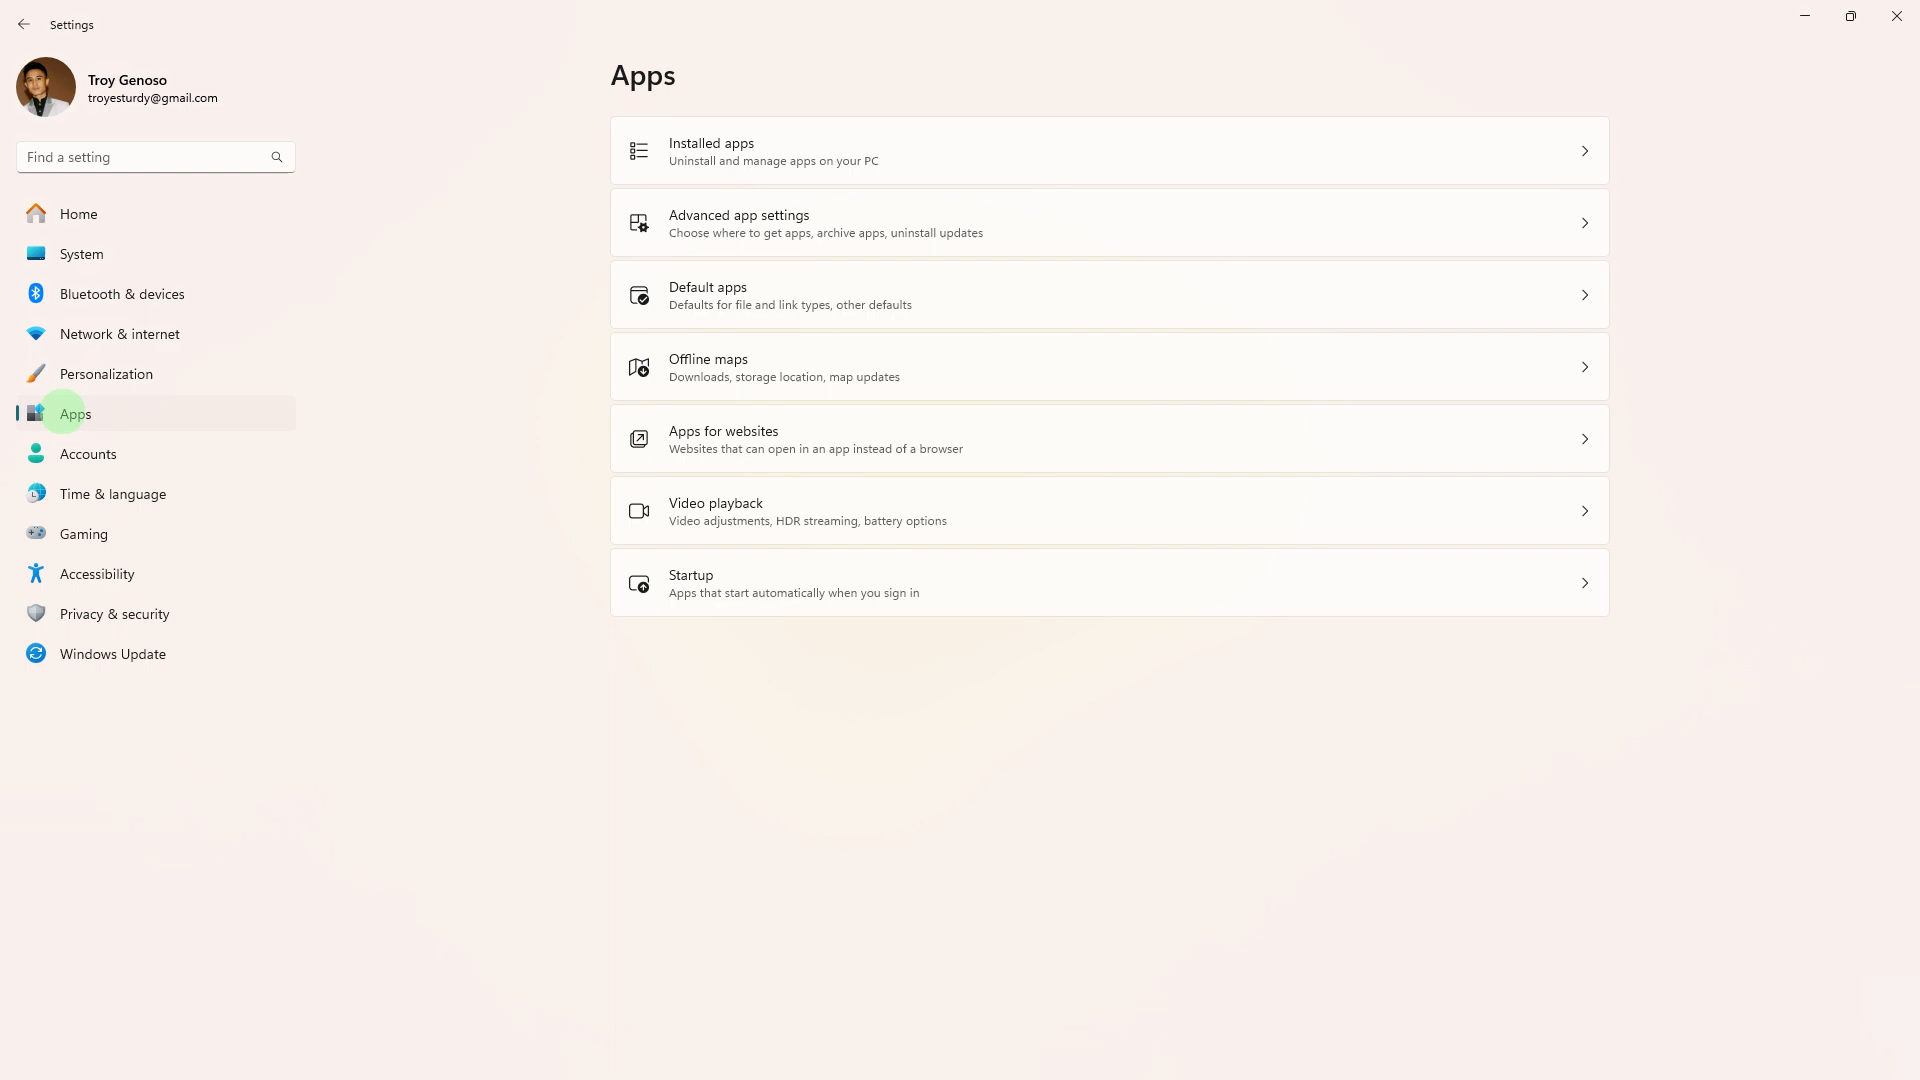 Settings
Troy Genoso
troyesturdy@gmail.com
Find a setting
Home
System
Bluetooth & devices
Network & internet
Personalization
Apps
Accounts
Time & language
Gaming
Accessibility
Privacy & security
Windows Update
Apps
Installed apps
Uninstall and manage apps on your PC
Advanced app settings
Choose where to get apps, archive apps, uninstall updates
Default apps
Defaults for file and link types, other defaults
Offline maps
Downloads, storage location, map updates
Apps for websites
Websites that can open in an app instead of a browser
Video playback
Video adjustments, HDR streaming, battery options
Startup
Apps that start automatically when you sign in